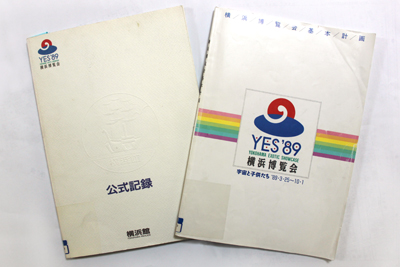 YES'89
横浜博覧会
公式記録
横浜館
横/浜/博/覧/会/基/本/計/画
YES'89
YOKOHAMA EXOTIC SHOWCASE
横浜博覧会
宇宙と子供たち '89・3・25〜10・1